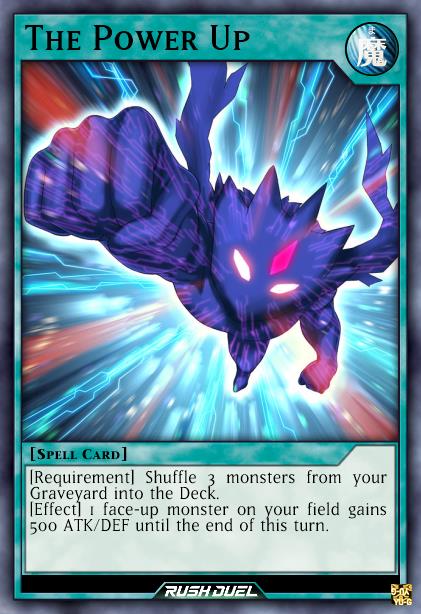 The Power Up
ま
魔
[Spell Card]
[Requirement] Shuffle 3 monsters from your
Graveyard into the Deck.
[Effect] 1 face-up monster on your field gains
500 ATK/DEF until the end of this turn.
RUSH DUEL